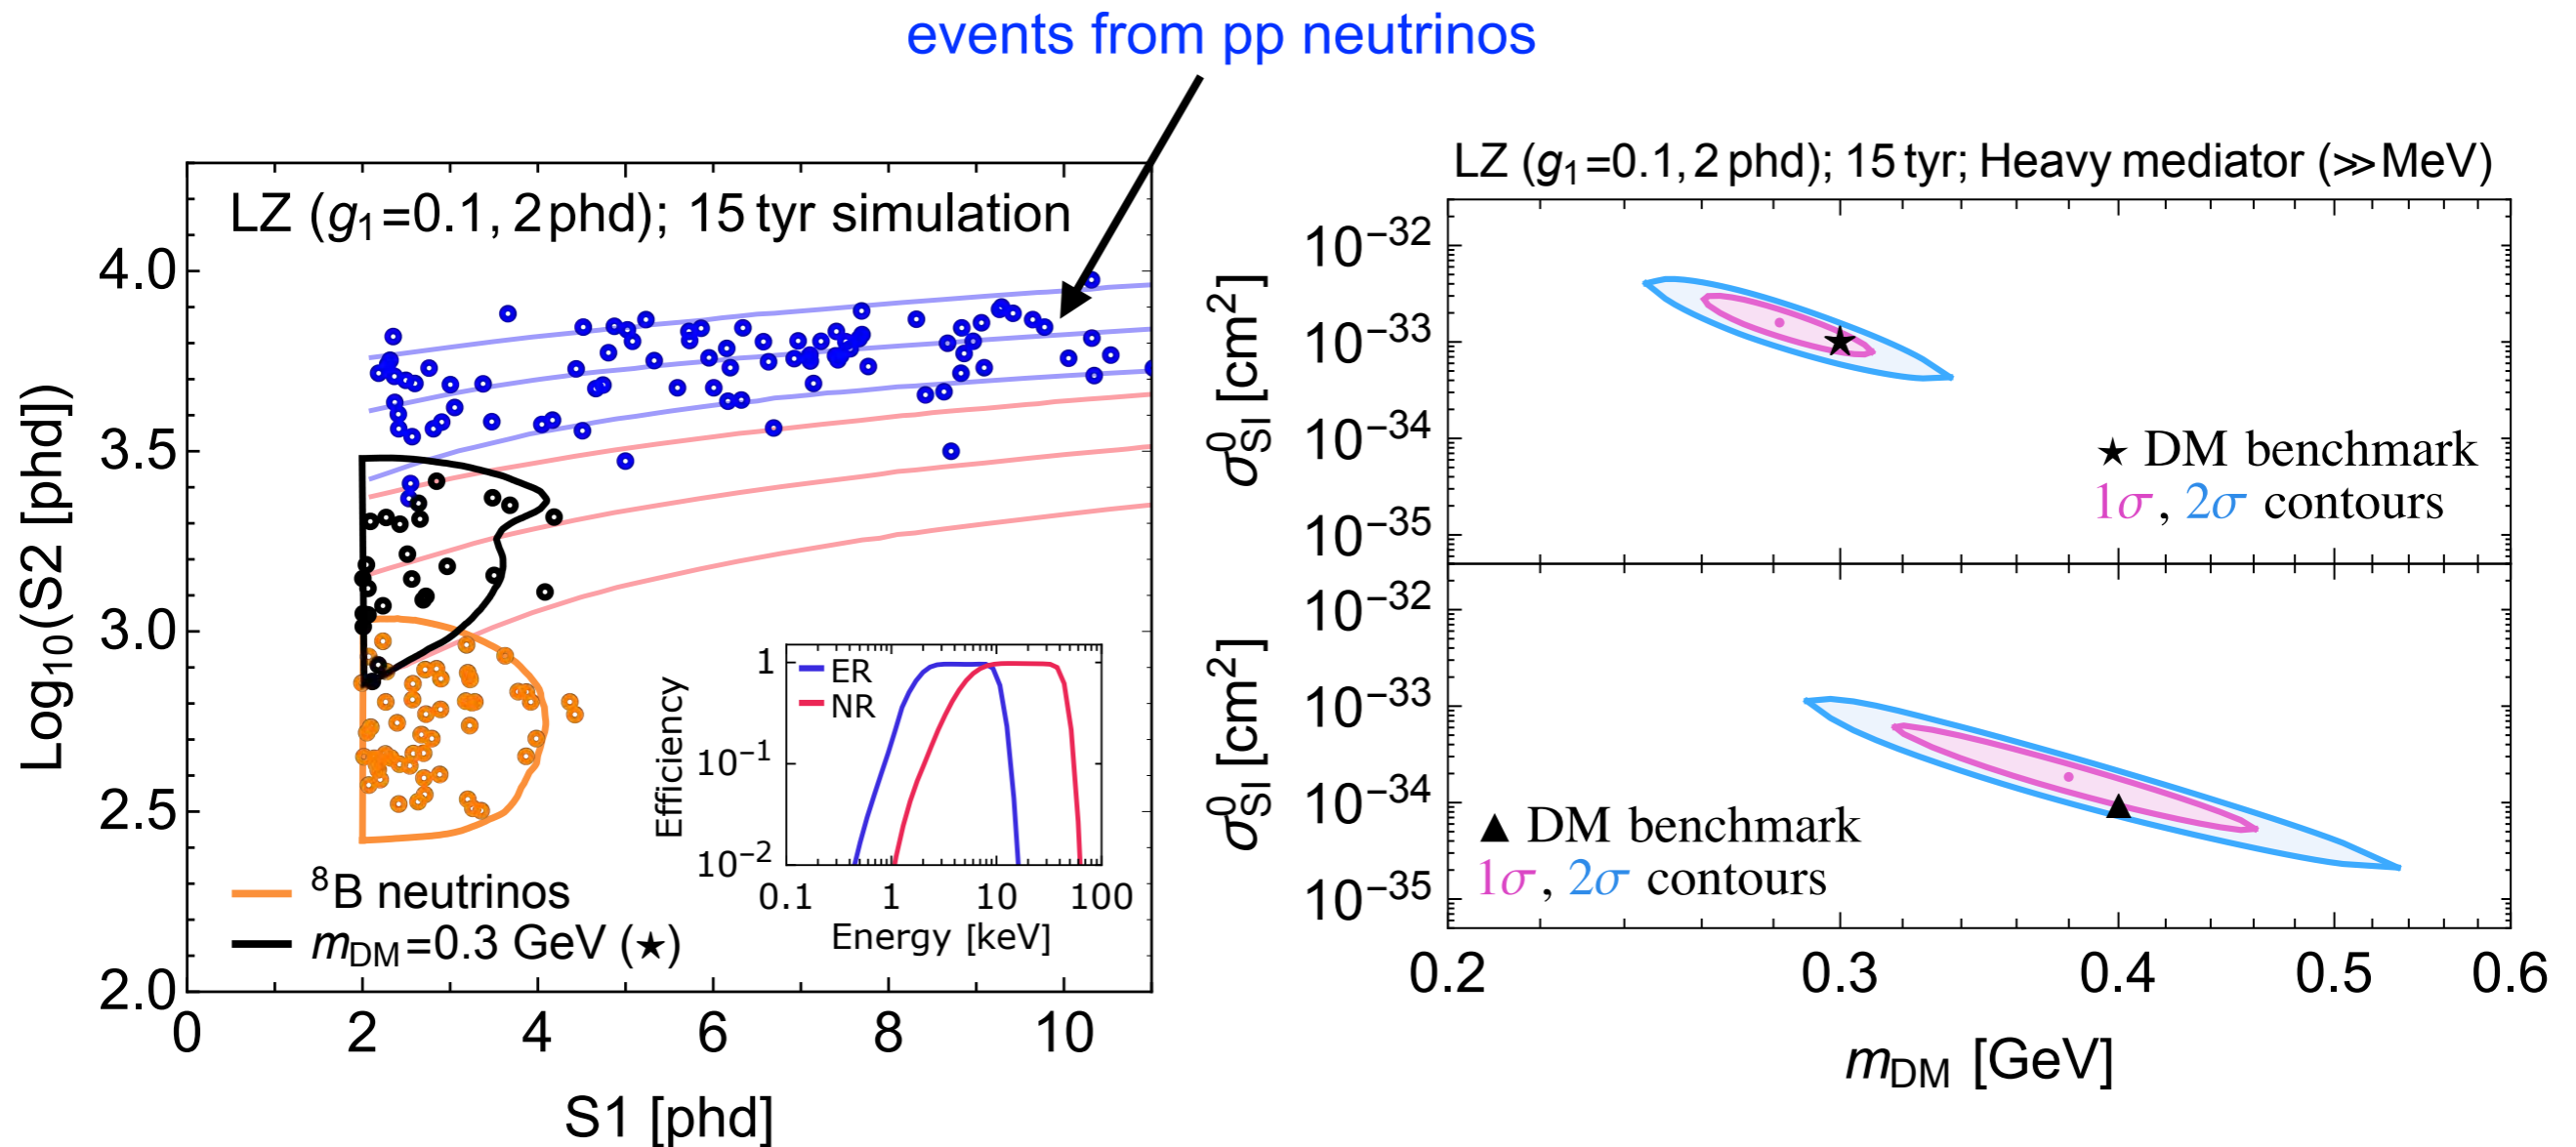 events from pp neutrinos
LZ (g₁=0.1, 2 phd); 15 tyr simulation
Log₁₀(S2 [phd])
4.0
3.5
3.0
2.5
2.0
0 2 4 6 8 10
S1 [phd]
⁸B neutrinos
m_DM=0.3 GeV (★)
ER
NR
Efficiency
1
10⁻¹
10⁻²
0.1 1 10 100
Energy [keV]
LZ (g₁=0.1, 2 phd); 15 tyr; Heavy mediator (≫MeV)
σ⁰_SI [cm²]
10⁻³²
10⁻³³
10⁻³⁴
10⁻³⁵
★ DM benchmark
1σ, 2σ contours
σ⁰_SI [cm²]
10⁻³²
10⁻³³
10⁻³⁴
10⁻³⁵
▲ DM benchmark
1σ, 2σ contours
0.2 0.3 0.4 0.5 0.6
m_DM [GeV]